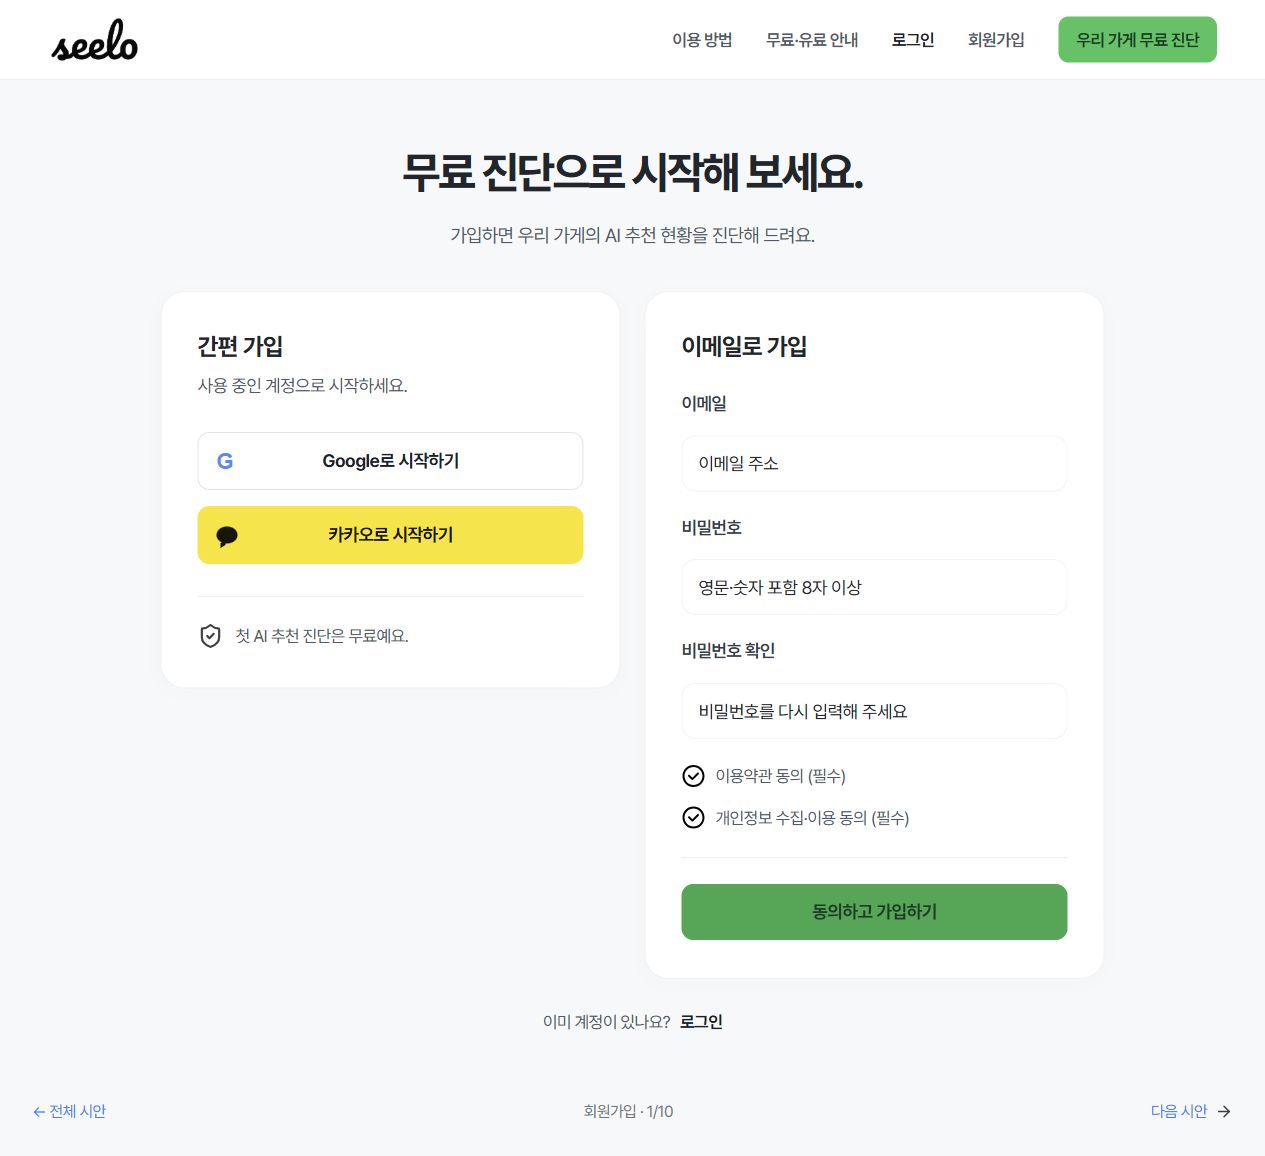 seelo
이용 방법
무료·유료 안내
로그인
회원가입
우리 가게 무료 진단
무료 진단으로 시작해 보세요.
가입하면 우리 가게의 AI 추천 현황을 진단해 드려요.
간편 가입
사용 중인 계정으로 시작하세요.
G Google로 시작하기
카카오로 시작하기
첫 AI 추천 진단은 무료예요.
이메일로 가입
이메일
이메일 주소
비밀번호
영문·숫자 포함 8자 이상
비밀번호 확인
비밀번호를 다시 입력해 주세요
이용약관 동의 (필수)
개인정보 수집·이용 동의 (필수)
동의하고 가입하기
이미 계정이 있나요? 로그인
← 전체 시안
회원가입 · 1/10
다음 시안 →